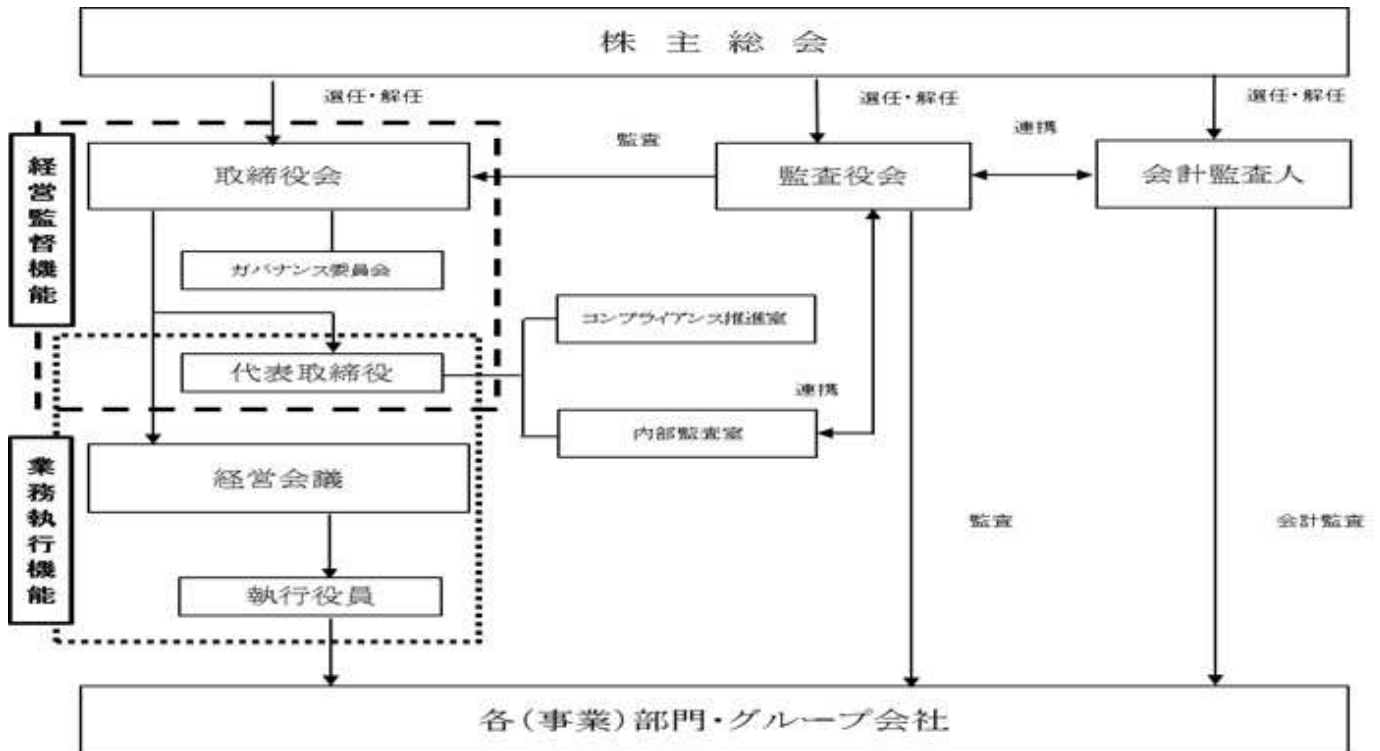 株主総会
選任・解任
選任・解任
選任・解任
経営監督機能
取締役会
監査
監査役会
連携
会計監査人
ガバナンス委員会
コンプライアンス推進室
代表取締役
連携
内部監査室
業務執行機能
経営会議
監査
会計監査
執行役員
各(事業)部門・グループ会社